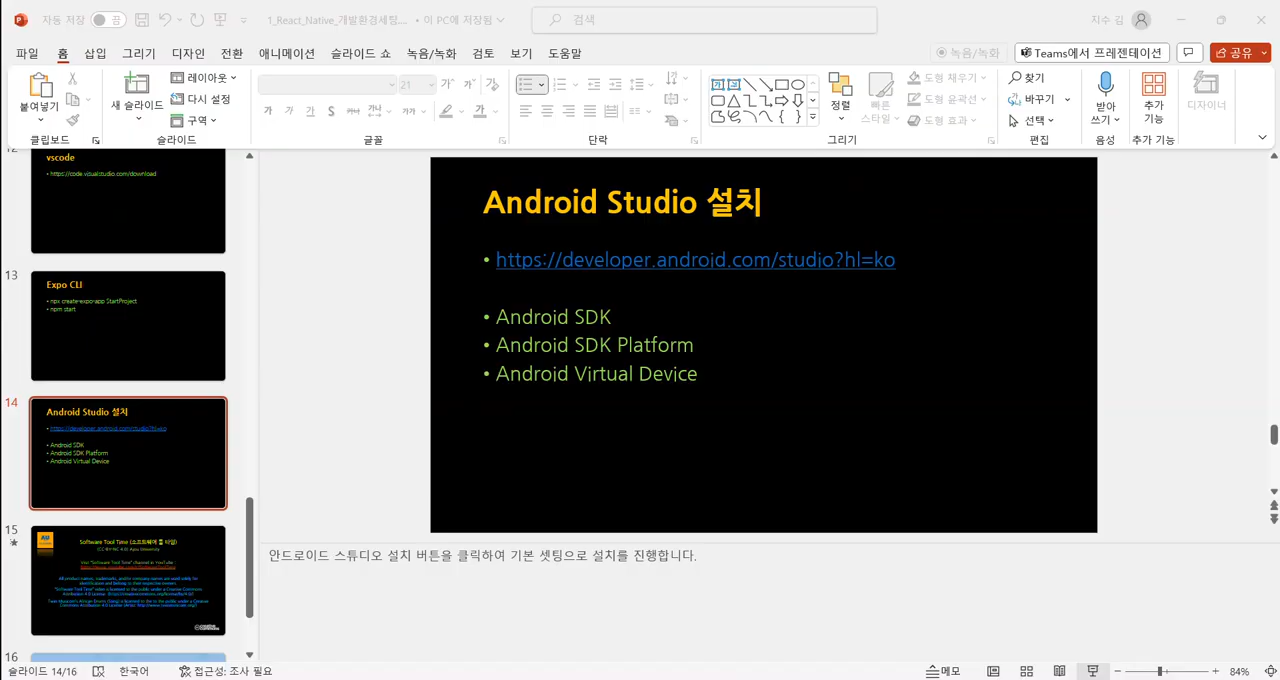 자동 저장 끔 1_React_Native_개발환경세팅.... • 이 PC에 저장됨 검색 지수 김
파일 홈 삽입 그리기 디자인 전환 애니메이션 슬라이드 쇼 녹음/녹화 검토 보기 도움말 녹음/녹화 Teams에서 프레젠테이션 공유
붙여넣기 새 슬라이드 레이아웃 다시 설정 구역 21 정렬 빠른 스타일 도형 채우기 도형 윤곽선 도형 효과 찾기 바꾸기 선택 받아쓰기 추가 기능 디자이너
클립보드 슬라이드 글꼴 단락 그리기 편집 음성 추가 기능
12
vscode
• https://code.visualstudio.com/download
13
Expo CLI
• npx create-expo-app StartProject
• npm start
14
Android Studio 설치
• https://developer.android.com/studio?hl=ko
• Android SDK
• Android SDK Platform
• Android Virtual Device
15
Software Tool Time (소프트웨어 툴 타임)
16
Android Studio 설치
• https://developer.android.com/studio?hl=ko
• Android SDK
• Android SDK Platform
• Android Virtual Device
안드로이드 스튜디오 설치 버튼을 클릭하여 기본 셋팅으로 설치를 진행합니다.
슬라이드 14/16 한국어 접근성: 조사 필요 메모 84%